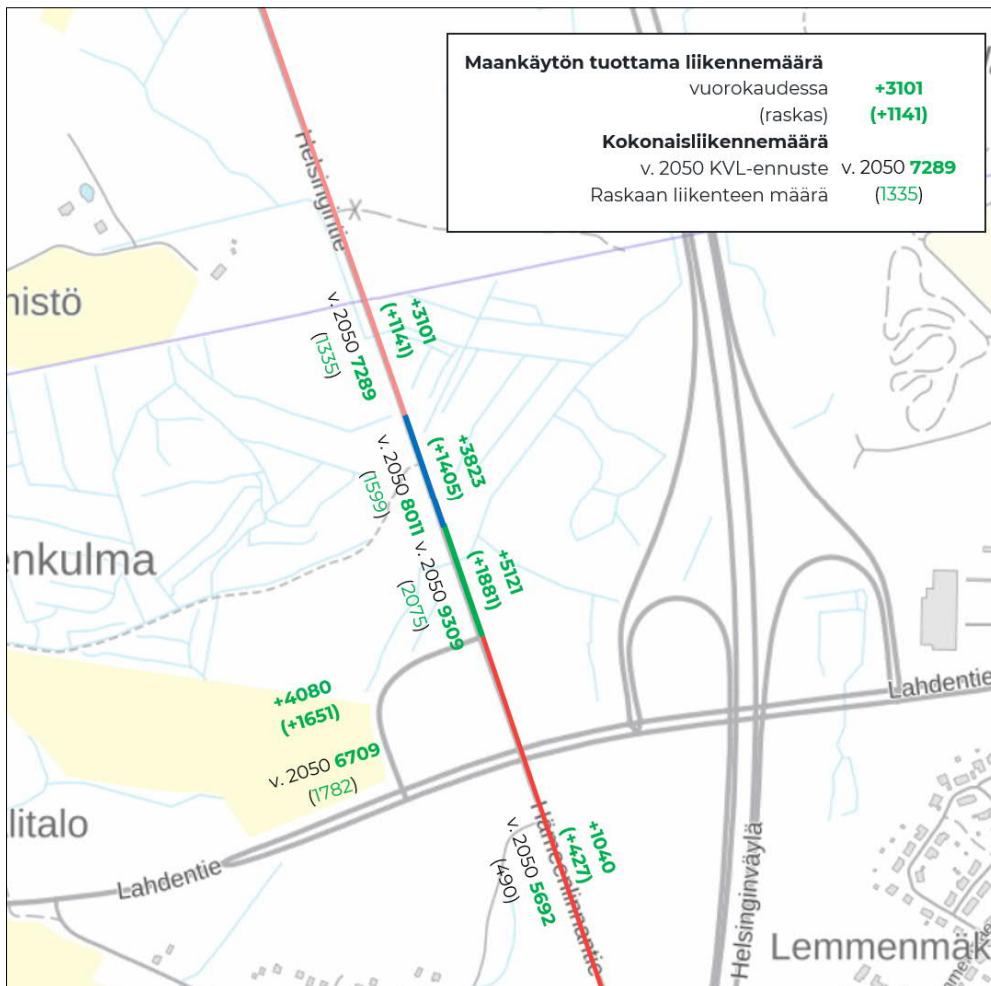 Maankäytön tuottama liikennemäärä
vuorokaudessa +3101
(raskas) (+1141)
Kokonaisliikennemäärä
v. 2050 KVL-ennuste v. 2050 7289
Raskaan liikenteen määrä (1335)
Helsingintie
nistö
+3101
(+1141)
v. 2050 7289
(1335)
+3823
(+1405)
v. 2050 8011
(1599)
enkulma
+5121
(+1881)
v. 2050 9309
(2075)
+4080
(+1651)
v. 2050 6709
(1782)
Lahdentie
litalo
Lahdentie
+1040
(+427)
v. 2050 5692
(490)
Hämeenlinnantie
Helsinginväylä
Lemmenmäk